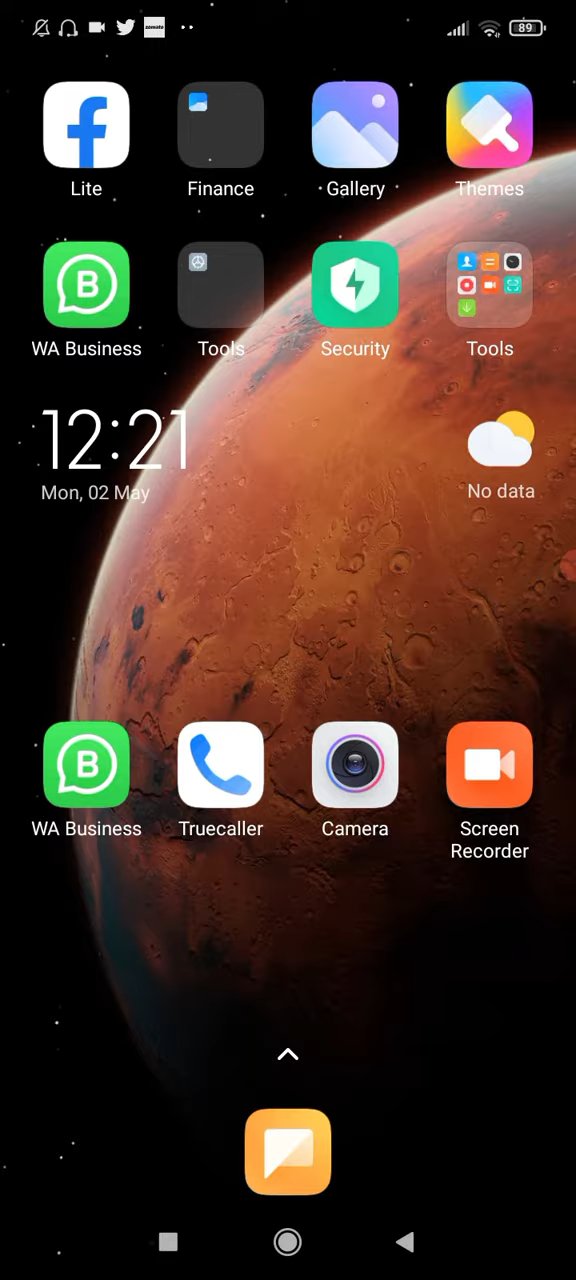 zomato
89
Lite
Finance
Gallery
Themes
WA Business
Tools
Security
Tools
12:21
Mon, 02 May
No data
WA Business
Truecaller
Camera
Screen
Recorder